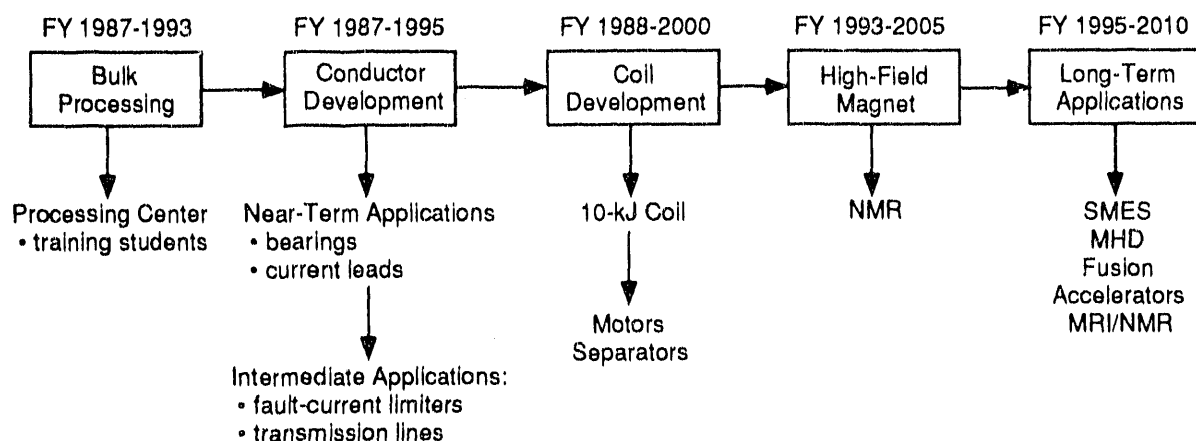 FY 1987-1993
FY 1987-1995
FY 1988-2000
FY 1993-2005
FY 1995-2010
Bulk
Processing
Conductor
Development
Coil
Development
High-Field
Magnet
Long-Term
Applications
Processing Center
• training students
Near-Term Applications
• bearings
• current leads
Intermediate Applications:
• fault-current limiters
• transmission lines
10-kJ Coil
Motors
Separators
NMR
SMES
MHD
Fusion
Accelerators
MRI/NMR